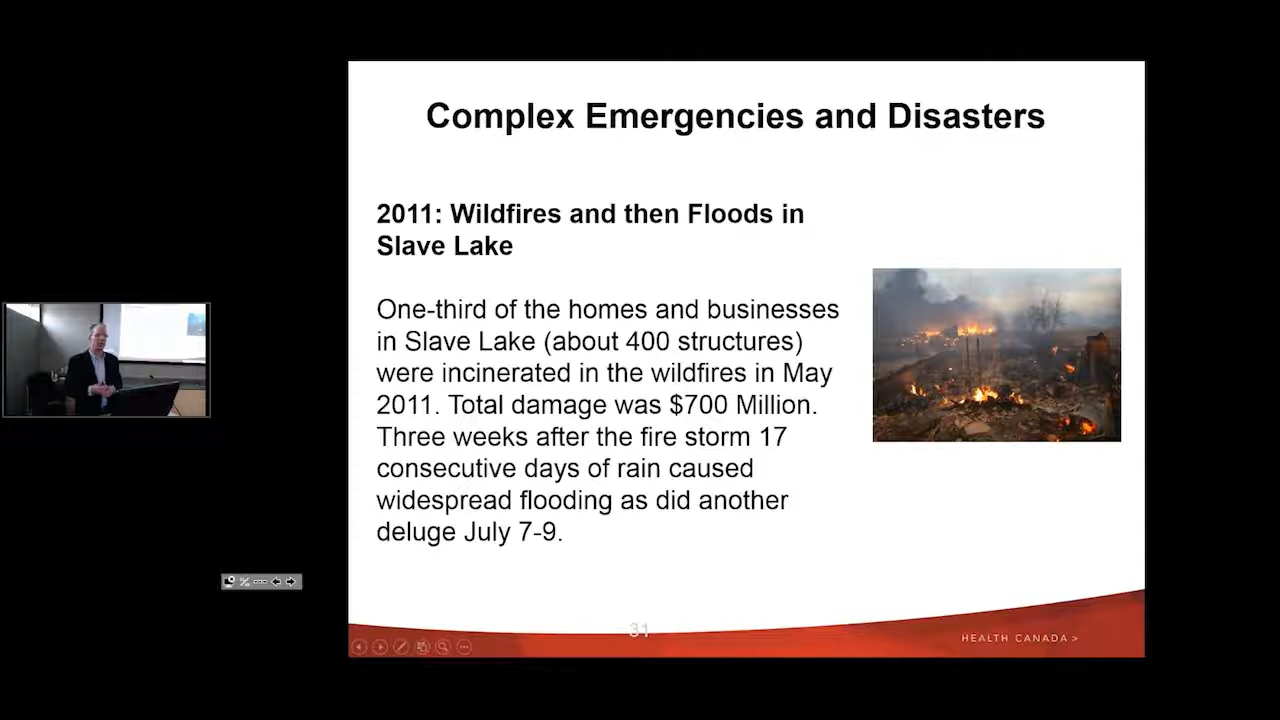 Complex Emergencies and Disasters
2011: Wildfires and then Floods in
Slave Lake
One-third of the homes and businesses
in Slave Lake (about 400 structures)
were incinerated in the wildfires in May
2011. Total damage was $700 Million.
Three weeks after the fire storm 17
consecutive days of rain caused
widespread flooding as did another
deluge July 7-9.
31
HEALTH CANADA >